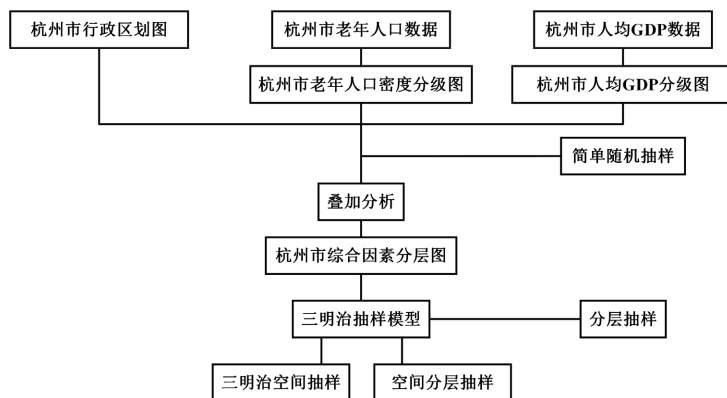 杭州市行政区划图
杭州市老年人口数据
杭州市人均GDP数据
杭州市老年人口密度分级图
杭州市人均GDP分级图
简单随机抽样
叠加分析
杭州市综合因素分层图
三明治抽样模型
分层抽样
三明治空间抽样
空间分层抽样